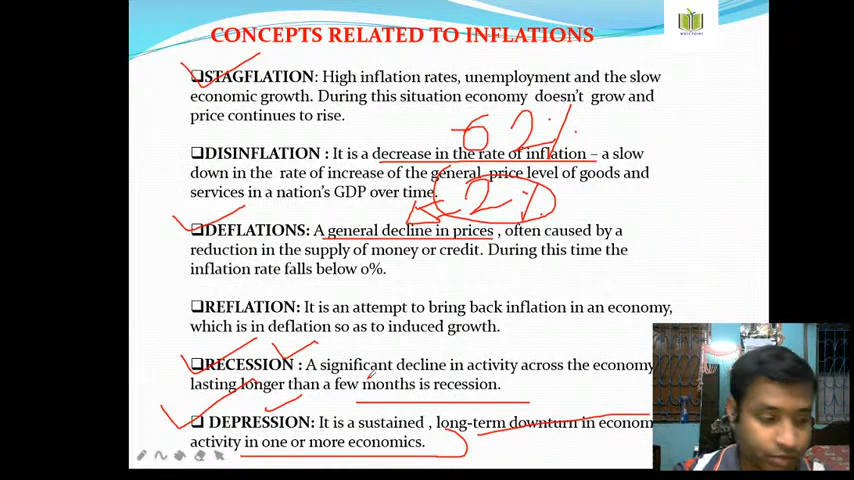 CONCEPTS RELATED TO INFLATIONS
STAGFLATION: High inflation rates, unemployment and the slow
economic growth. During this situation economy doesn't grow and
price continues to rise.
62%
DISINFLATION : It is a decrease in the rate of inflation – a slow
down in the rate of increase of the general price level of goods and
services in a nation's GDP over time.
2%
DEFLATIONS: A general decline in prices , often caused by a
reduction in the supply of money or credit. During this time the
inflation rate falls below 0%.
REFLATION: It is an attempt to bring back inflation in an economy,
which is in deflation so as to induced growth.
RECESSION : A significant decline in activity across the economy
lasting longer than a few months is recession.
DEPRESSION: It is a sustained , long-term downturn in econom
activity in one or more economics.